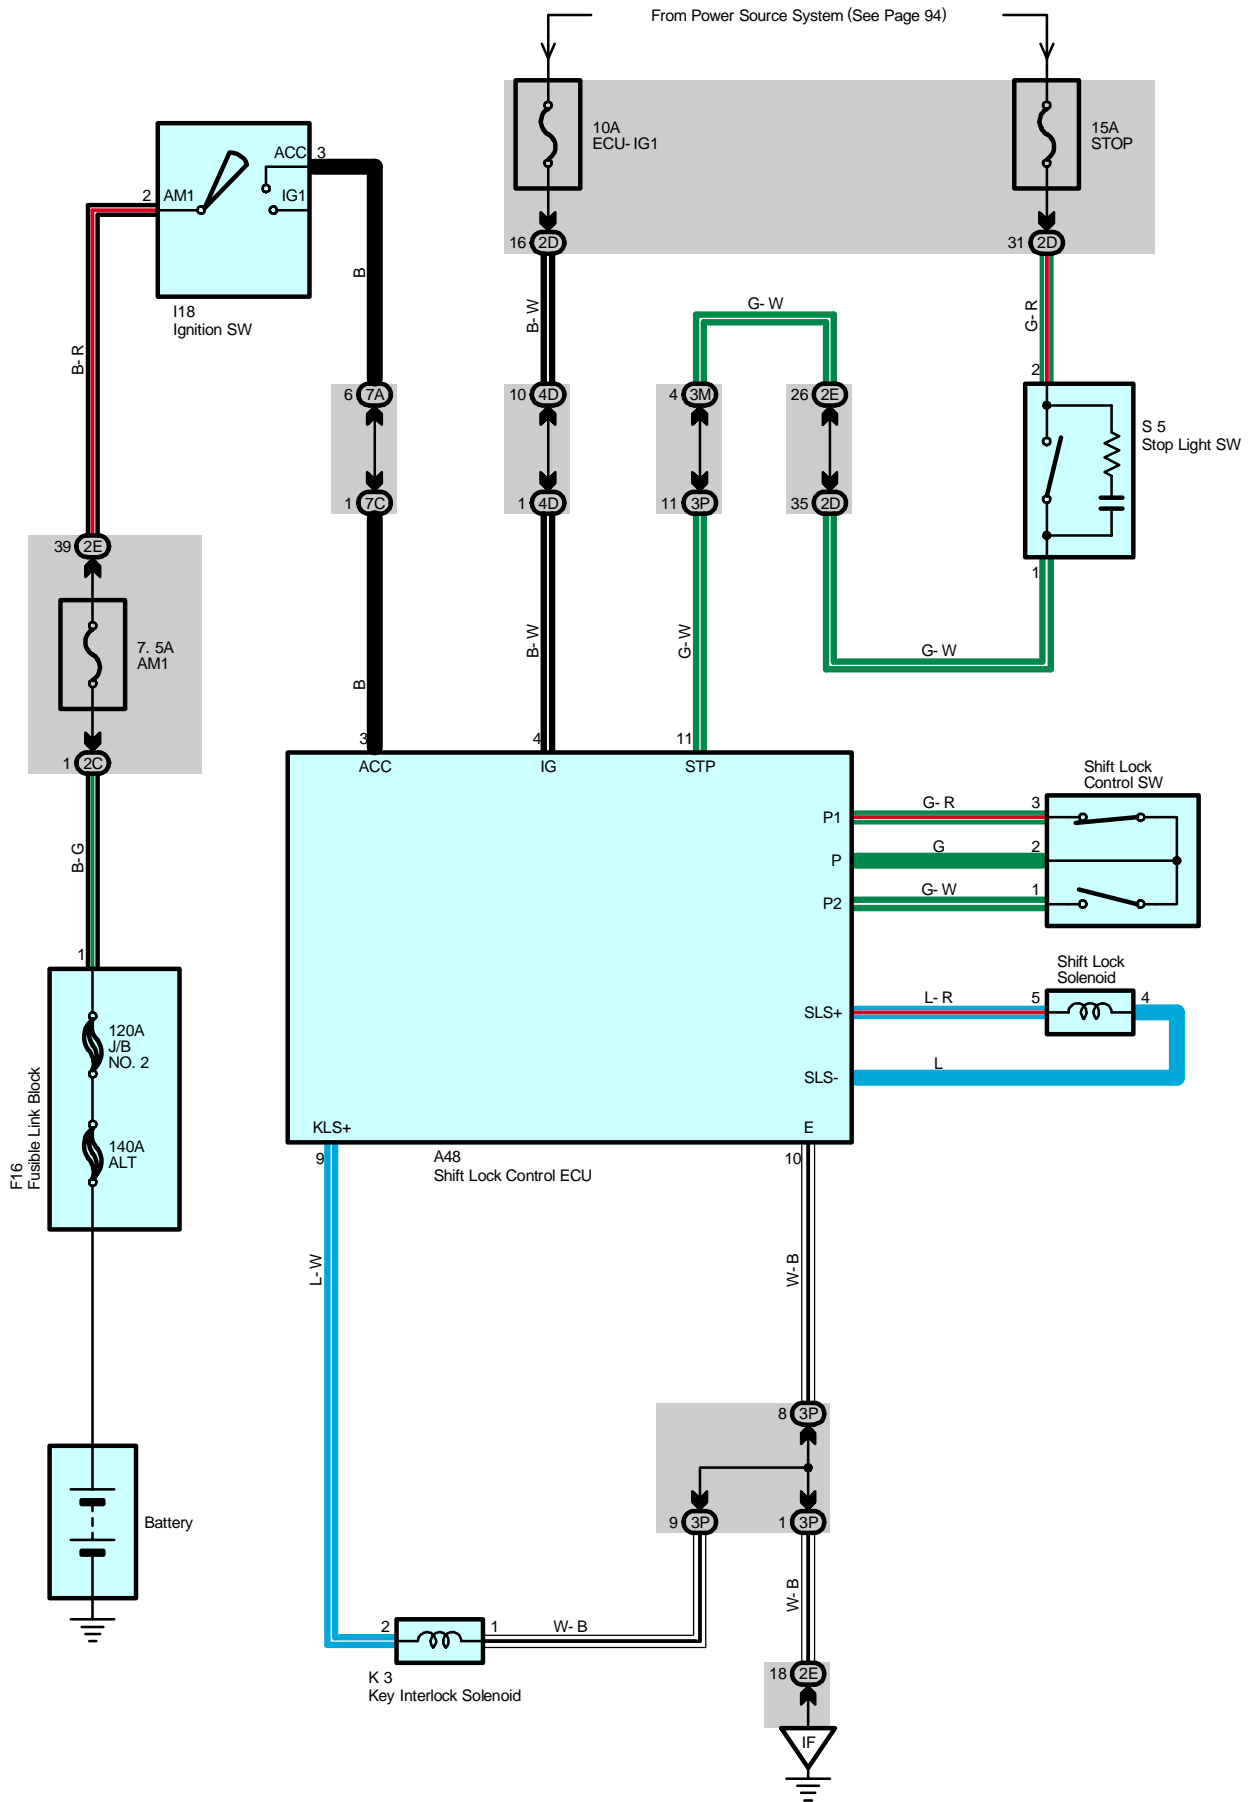 From Power Source System (See Page 94)
10A
ECU- IG1
15A
STOP
ACC
3
2
AM1
IG1
16
2D
31
2D
I18
Ignition SW
B
B- W
G- W
G- R
B- R
2
6
7A
10
4D
4
3M
26
2E
S 5
Stop Light SW
1
7C
1
4D
11
3P
35
2D
39
2E
1
7. 5A
AM1
B
B- W
G- W
G- W
1
2C
3
4
11
ACC
IG
STP
Shift Lock
Control SW
P1
G- R
3
P
G
2
P2
G- W
1
B- G
1
Shift Lock
Solenoid
SLS+
L- R
5
4
SLS-
L
120A
J/B
NO. 2
140A
ALT
F16
Fusible Link Block
KLS+
E
9
A48
Shift Lock Control ECU
10
L- W
W- B
8
3P
9
3P
1
3P
Battery
W- B
2
1
W- B
K 3
Key Interlock Solenoid
18
2E
IF